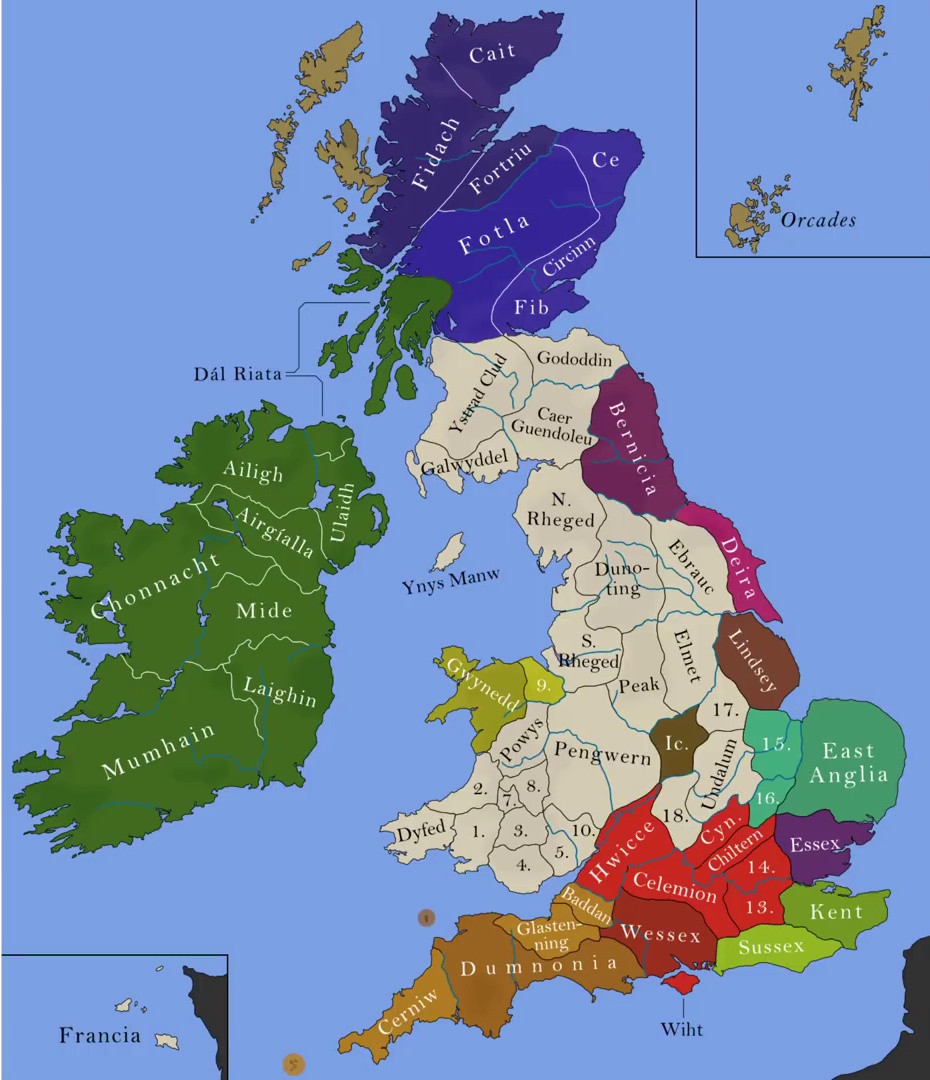 Cait
Fidach
Fortriu
Ce
Fotla
Circinn
Fib
Orcades
Dál Riata
Gododdin
Ystrad Clud
Caer
Guendoleu
Bernicia
Galwyddel
Ailigh
Ulaidh
Airgíalla
N.
Rheged
Chonnacht
Ynys Manw
Duno-
ting
Ebrauc
Deira
Mide
S.
Rheged
Elmet
Lindsey
Laighin
Gwynedd
9.
Peak
17.
Mumhain
Powys
Pengwern
Ic.
15.
East
Anglia
Undalum
2.
8.
7.
16.
Dyfed
1.
3.
10.
18.
Cyn.
4.
5.
Hwicce
Chiltern
Essex
14.
Celemion
Baddan
13.
Kent
Glasten-
ning
Wessex
Sussex
Dumnonia
Cerniw
Wiht
Francia